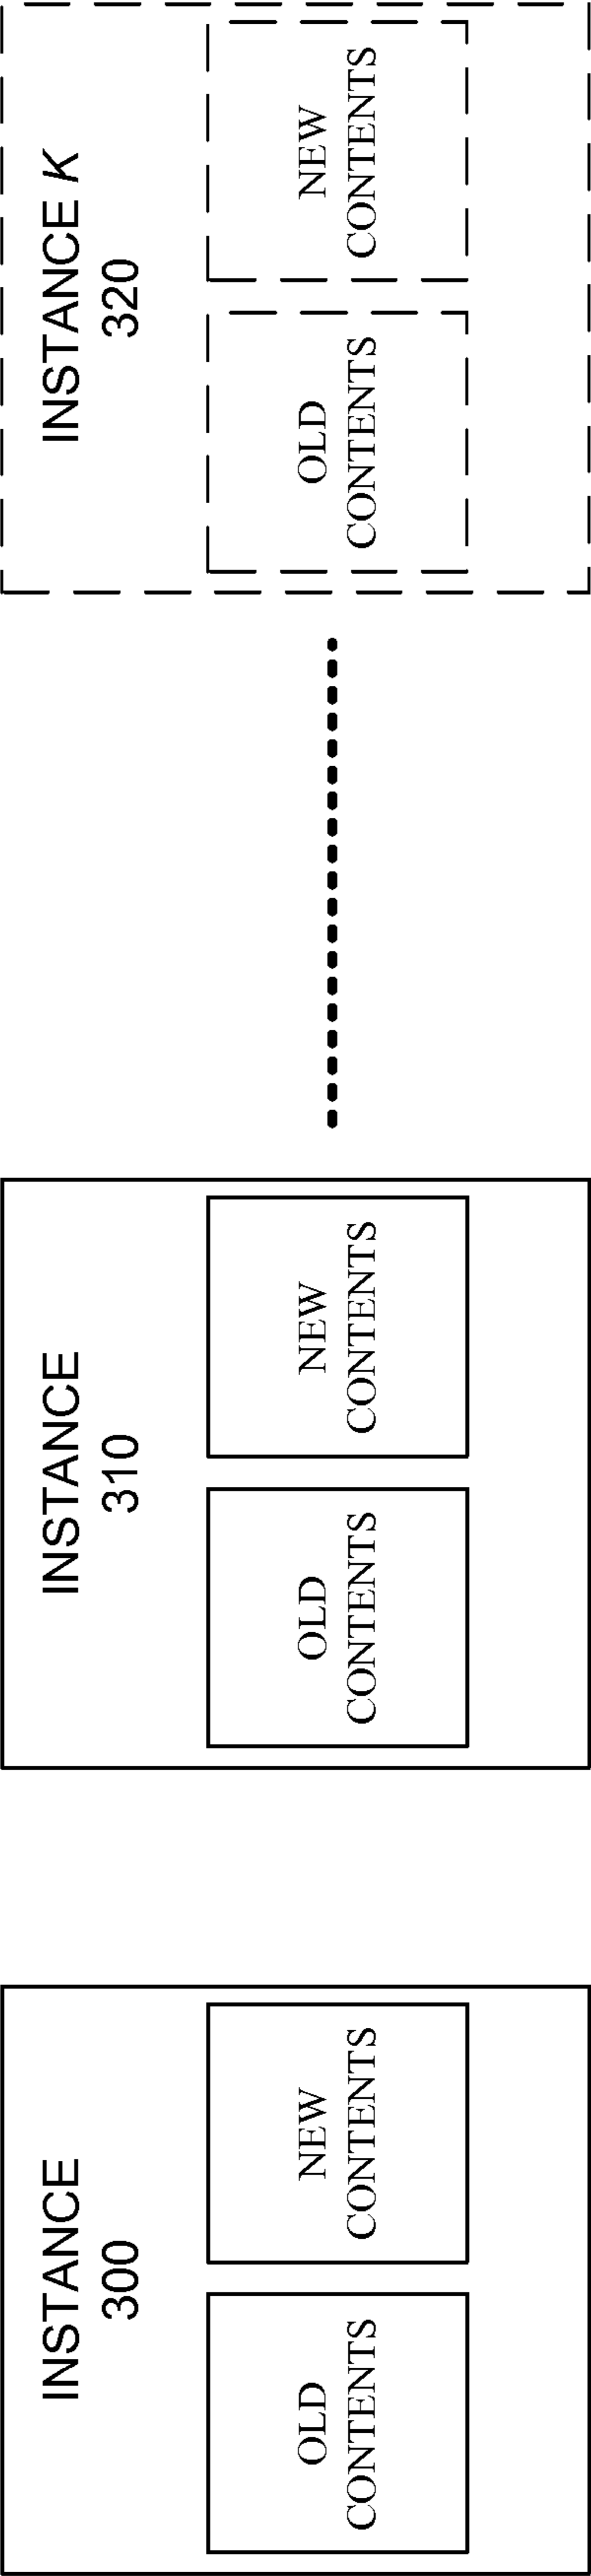 INSTANCE
300
OLD
CONTENTS
NEW
CONTENTS
INSTANCE
310
OLD
CONTENTS
NEW
CONTENTS
INSTANCE K
320
OLD
CONTENTS
NEW
CONTENTS